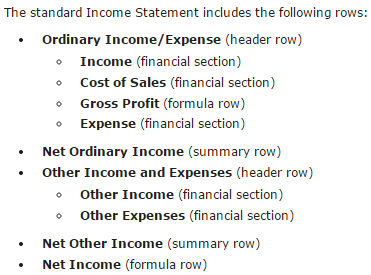 The standard Income Statement includes the following rows:
• Ordinary Income/Expense (header row)
◦ Income (financial section)
◦ Cost of Sales (financial section)
◦ Gross Profit (formula row)
◦ Expense (financial section)
• Net Ordinary Income (summary row)
• Other Income and Expenses (header row)
◦ Other Income (financial section)
◦ Other Expenses (financial section)
• Net Other Income (summary row)
• Net Income (formula row)